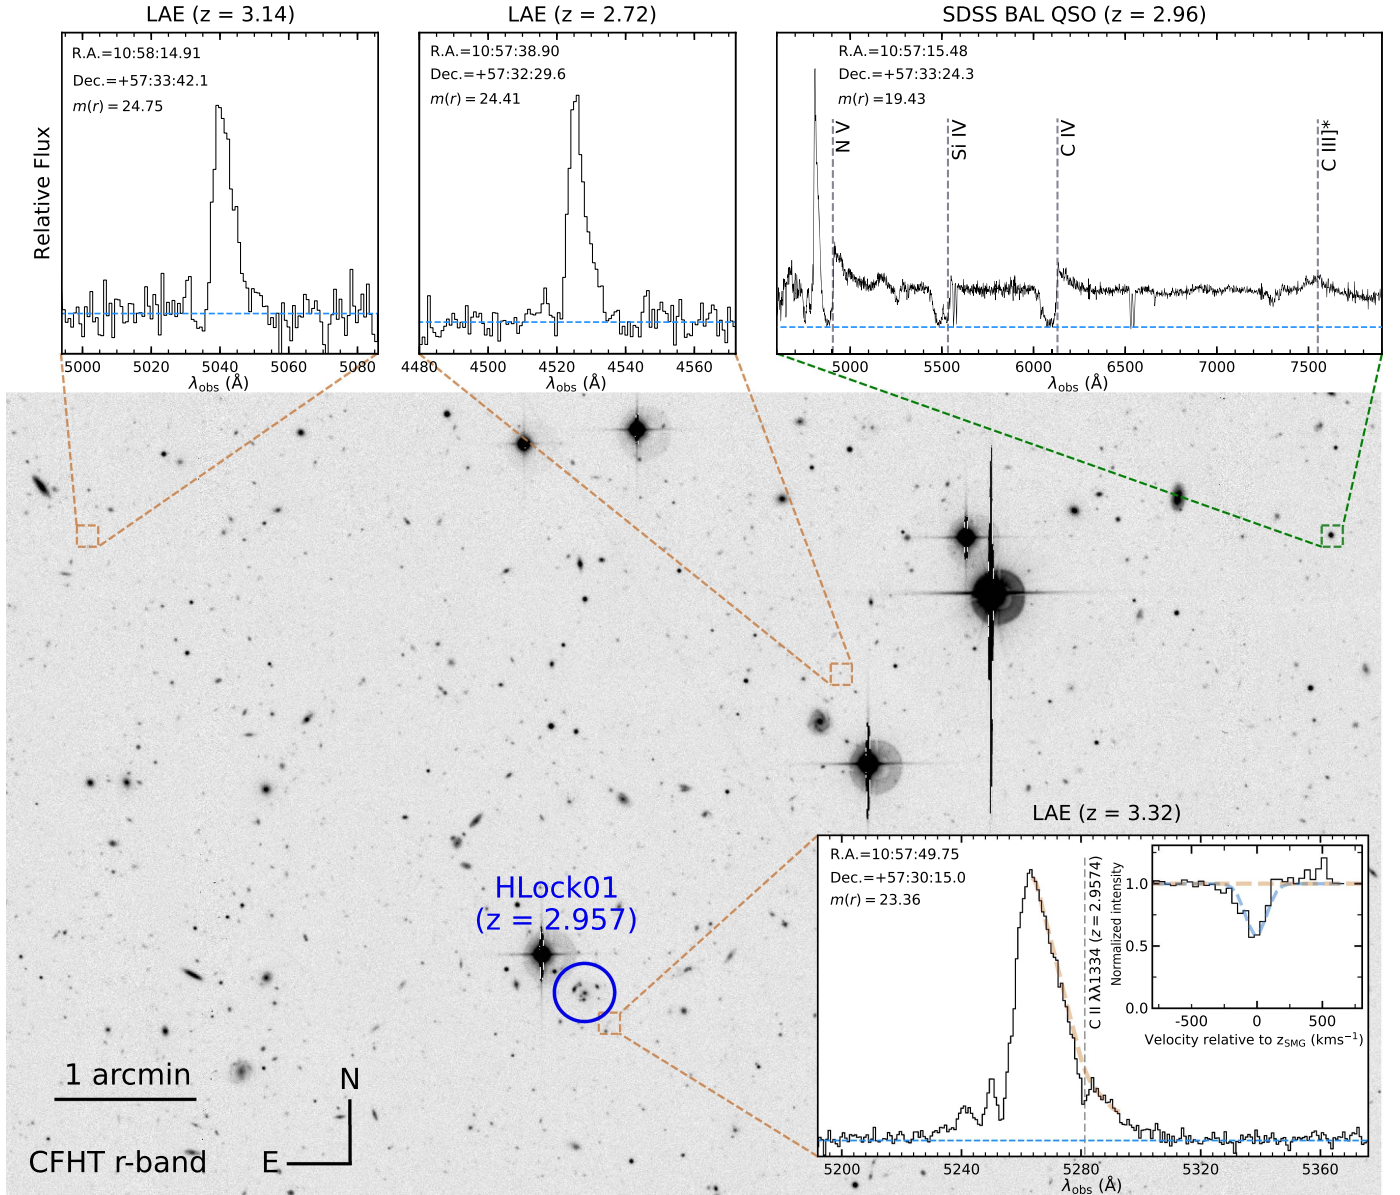 LAE (z = 3.14)
R.A.=10:58:14.91
Dec.=+57:33:42.1
m(r) = 24.75
Relative Flux
5000 5020 5040 5060 5080
λobs (Å)
LAE (z = 2.72)
R.A.=10:57:38.90
Dec.=+57:32:29.6
m(r) = 24.41
4480 4500 4520 4540 4560
λobs (Å)
SDSS BAL QSO (z = 2.96)
R.A.=10:57:15.48
Dec.=+57:33:24.3
m(r) = 19.43
N V
Si IV
C IV
C III]*
5000 5500 6000 6500 7000 7500
λobs (Å)
HLock01
(z = 2.957)
1 arcmin
N
E
CFHT r-band
LAE (z = 3.32)
R.A.=10:57:49.75
Dec.=+57:30:15.0
m(r) = 23.36
C II λλ1334 (z = 2.9574)
Normalized intensity
1.0
0.5
0.0
-500 0 500
Velocity relative to zSMG (kms⁻¹)
5200 5240 5280 5320 5360
λobs (Å)